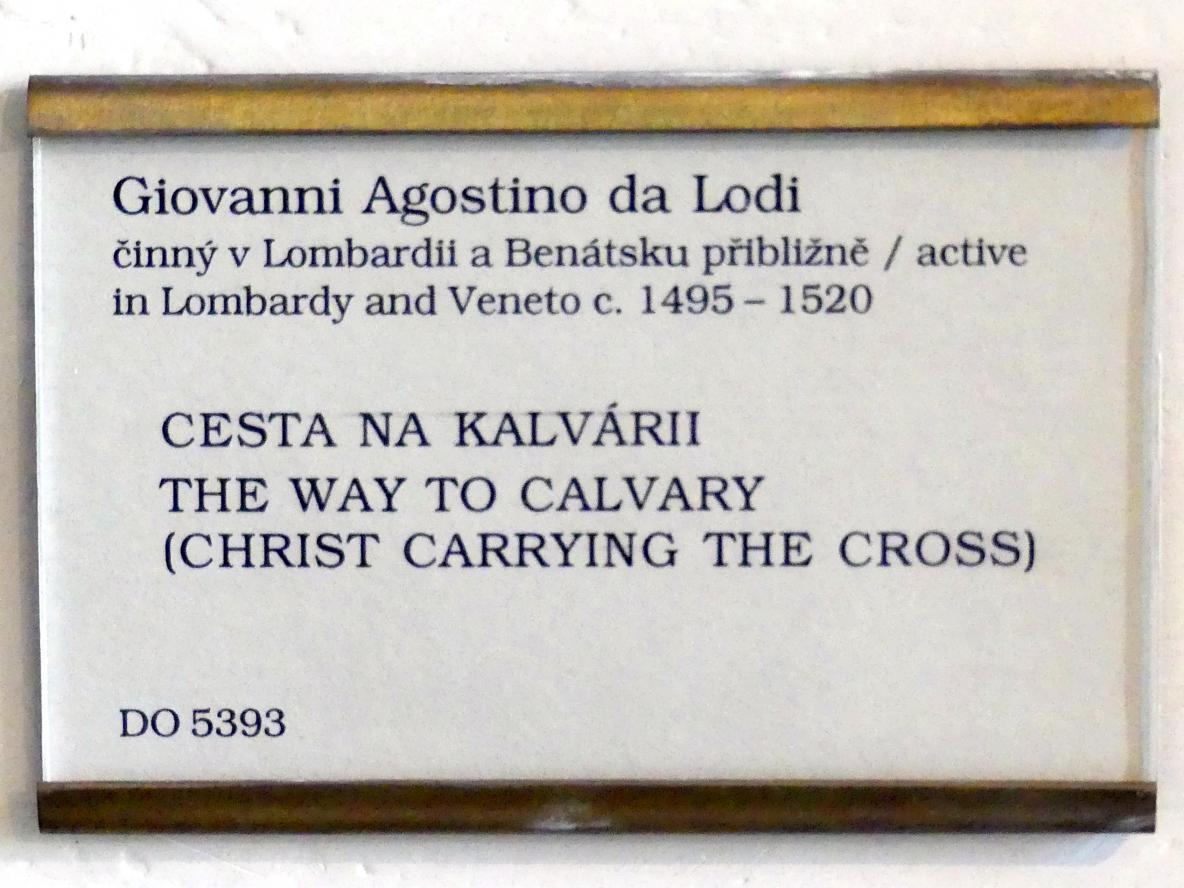 Giovanni Agostino da Lodi
činný v Lombardii a Benátsku přibližně / active
in Lombardy and Veneto c. 1495 – 1520
CESTA NA KALVÁRII
THE WAY TO CALVARY
(CHRIST CARRYING THE CROSS)
DO 5393